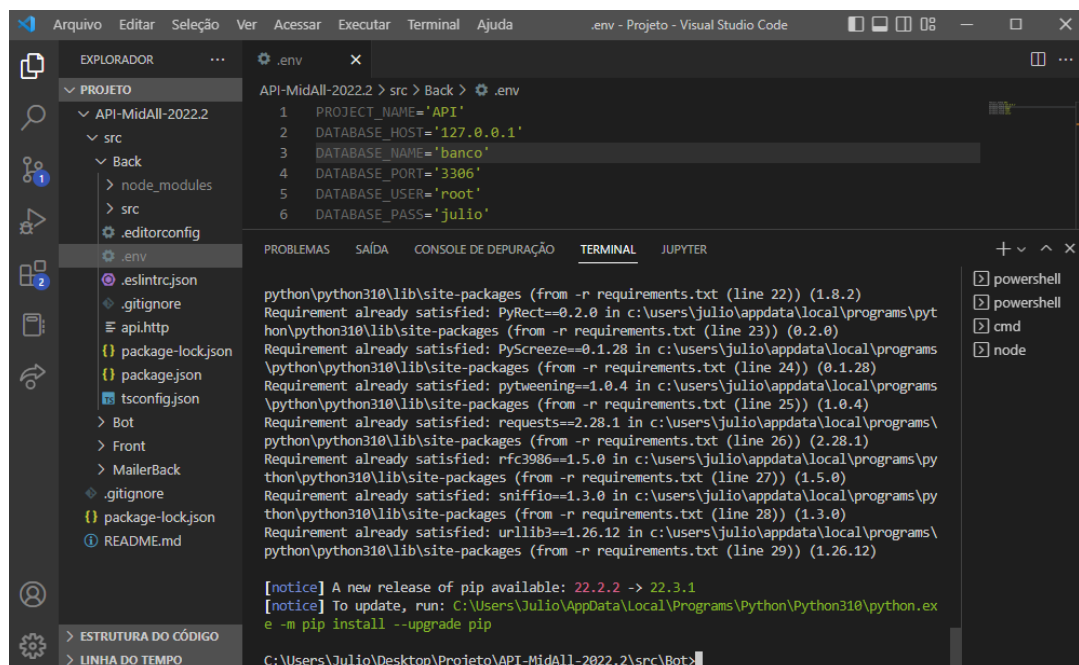 Arquivo Editar Seleção Ver Acessar Executar Terminal Ajuda .env - Projeto - Visual Studio Code
EXPLORADOR
PROJETO
API-MidAll-2022.2
src
Back
node_modules
src
.editorconfig
.env
.eslintrc.json
.gitignore
api.http
package-lock.json
package.json
tsconfig.json
Bot
Front
MailerBack
.gitignore
package-lock.json
README.md
ESTRUTURA DO CÓDIGO
LINHA DO TEMPO
1
2
.env
API-MidAll-2022.2 > src > Back > .env
1 PROJECT_NAME='API'
2 DATABASE_HOST='127.0.0.1'
3 DATABASE_NAME='banco'
4 DATABASE_PORT='3306'
5 DATABASE_USER='root'
6 DATABASE_PASS='julio'
PROBLEMAS SAÍDA CONSOLE DE DEPURAÇÃO TERMINAL JUPYTER
python\python310\lib\site-packages (from -r requirements.txt (line 22)) (1.8.2)
Requirement already satisfied: PyRect==0.2.0 in c:\users\julio\appdata\local\programs\pyt
hon\python310\lib\site-packages (from -r requirements.txt (line 23)) (0.2.0)
Requirement already satisfied: PyScreeze==0.1.28 in c:\users\julio\appdata\local\programs
\python\python310\lib\site-packages (from -r requirements.txt (line 24)) (0.1.28)
Requirement already satisfied: pytweening==1.0.4 in c:\users\julio\appdata\local\programs
\python\python310\lib\site-packages (from -r requirements.txt (line 25)) (1.0.4)
Requirement already satisfied: requests==2.28.1 in c:\users\julio\appdata\local\programs\
python\python310\lib\site-packages (from -r requirements.txt (line 26)) (2.28.1)
Requirement already satisfied: rfc3986==1.5.0 in c:\users\julio\appdata\local\programs\py
thon\python310\lib\site-packages (from -r requirements.txt (line 27)) (1.5.0)
Requirement already satisfied: sniffio==1.3.0 in c:\users\julio\appdata\local\programs\py
thon\python310\lib\site-packages (from -r requirements.txt (line 28)) (1.3.0)
Requirement already satisfied: urllib3==1.26.12 in c:\users\julio\appdata\local\programs\
python\python310\lib\site-packages (from -r requirements.txt (line 29)) (1.26.12)
[notice] A new release of pip available: 22.2.2 -> 22.3.1
[notice] To update, run: C:\Users\Julio\AppData\Local\Programs\Python\Python310\python.ex
e -m pip install --upgrade pip
C:\Users\Julio\Desktop\Projeto\API-MidAll-2022.2\src\Bot>
powershell
powershell
cmd
node